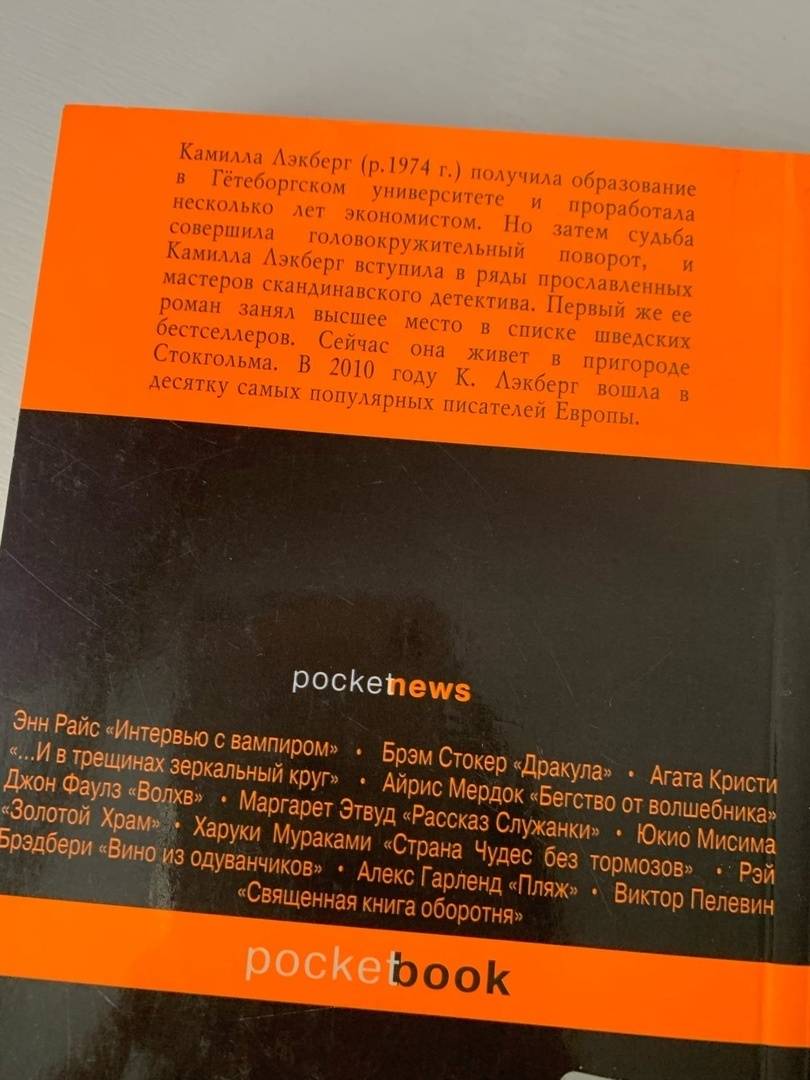 Камилла Лэкберг (р.1974 г.) получила образование
в Гётеборгском университете и проработала
несколько лет экономистом. Но затем судьба
совершила головокружительный поворот, и
Камилла Лэкберг вступила в ряды прославленных
мастеров скандинавского детектива. Первый же ее
роман занял высшее место в списке шведских
бестселлеров. Сейчас она живет в пригороде
Стокгольма. В 2010 году К. Лэкберг вошла в
десятку самых популярных писателей Европы.
pocketnews
Энн Райс «Интервью с вампиром» • Брэм Стокер «Дракула» • Агата Кристи
«...И в трещинах зеркальный круг» • Айрис Мердок «Бегство от волшебника»
Джон Фаулз «Волхв» • Маргарет Этвуд «Рассказ Служанки» • Юкио Мисима
«Золотой Храм» • Харуки Мураками «Страна Чудес без тормозов» • Рэй
Брэдбери «Вино из одуванчиков» • Алекс Гарленд «Пляж» • Виктор Пелевин
«Священная книга оборотня»
pocketbook